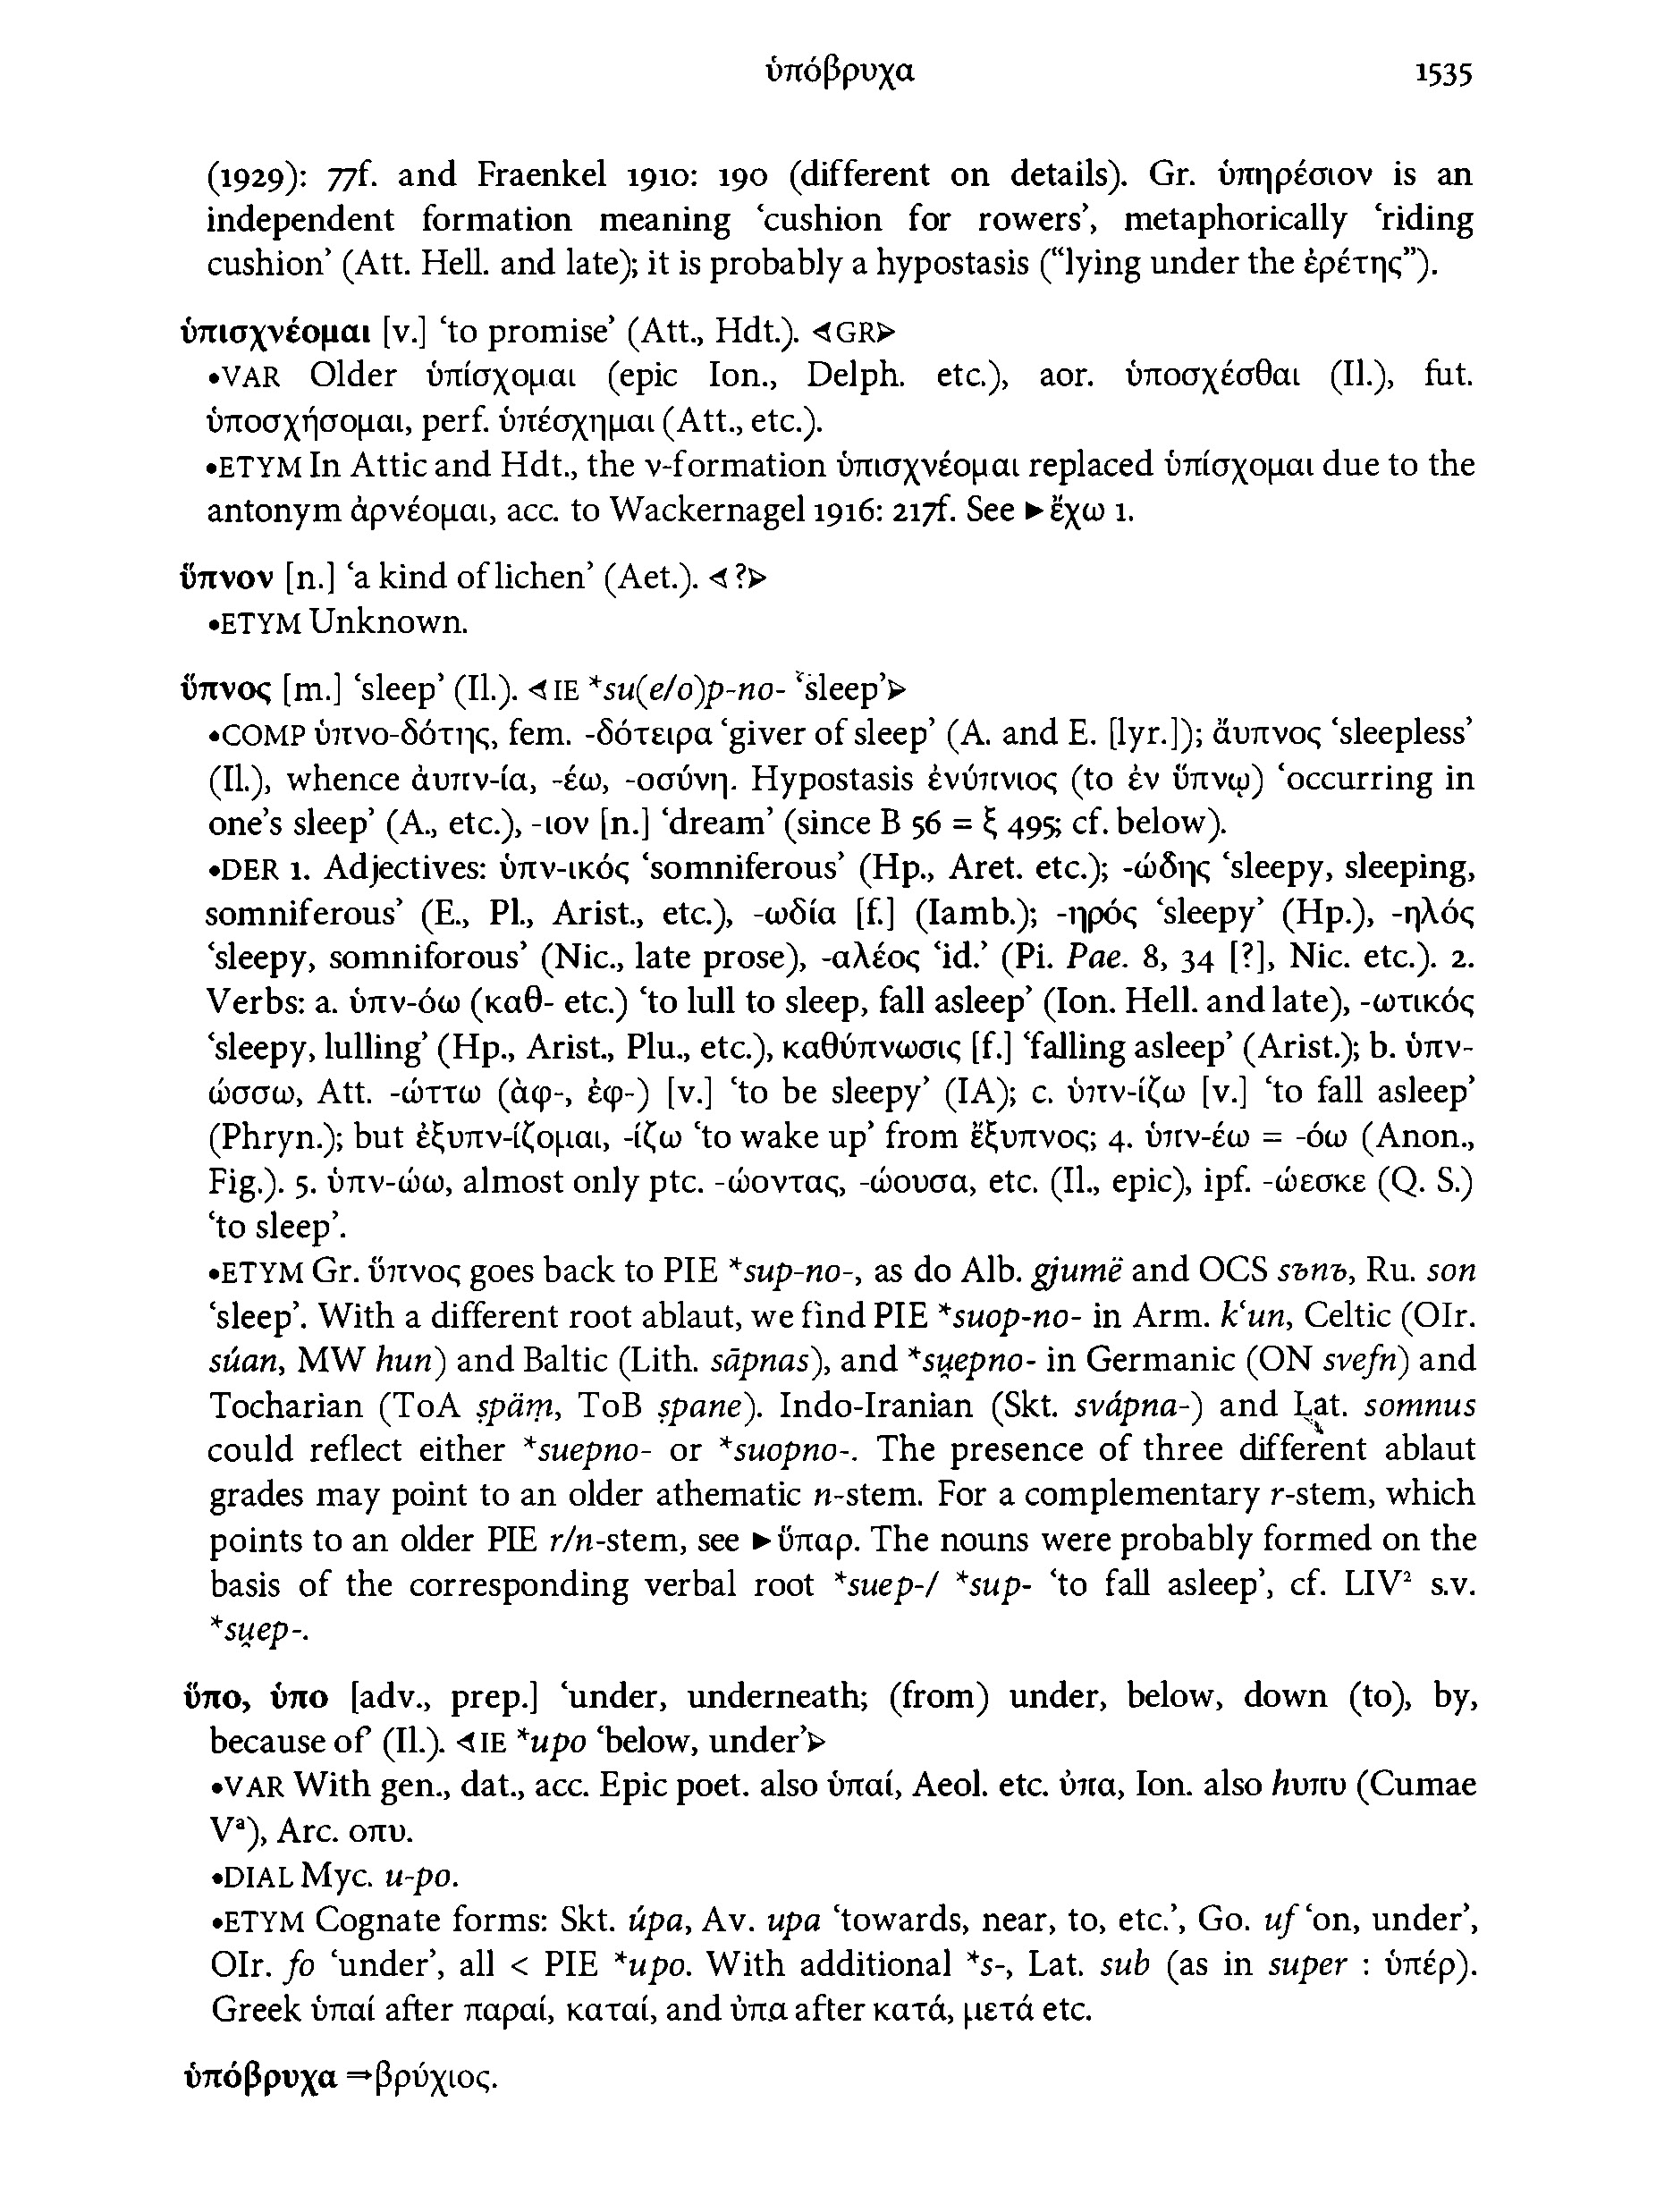 ὑπόβρυχα 1535
(1929): 77f. and Fraenkel 1910: 190 (different on details). Gr. ὑπηρέσιον is an
independent formation meaning ‘cushion for rowers’, metaphorically ‘riding
cushion’ (Att. Hell. and late); it is probably a hypostasis (“lying under the ἐρέτης”).
ὑπισχνέομαι [v.] ‘to promise’ (Att., Hdt.). ◁GR▷
•VAR Older ὑπίσχομαι (epic Ion., Delph. etc.), aor. ὑποσχέσθαι (Il.), fut.
ὑποσχήσομαι, perf. ὑπέσχημαι (Att., etc.).
•ETYM In Attic and Hdt., the ν-formation ὑπισχνέομαι replaced ὑπίσχομαι due to the
antonym ἀρνέομαι, acc. to Wackernagel 1916: 217f. See ►ἔχω 1.
ὕπνον [n.] ‘a kind of lichen’ (Aet.). ◁?▷
•ETYM Unknown.
ὕπνος [m.] ‘sleep’ (Il.). ◁IE *su(e/o)p-no- ‘sleep’▷
•COMP ὑπνο-δότης, fem. -δότειρα ‘giver of sleep’ (A. and E. [lyr.]); ἄυπνος ‘sleepless’
(Il.), whence ἀυπν-ία, -έω, -οσύνη. Hypostasis ἐνύπνιος (to ἐν ὕπνῳ) ‘occurring in
one’s sleep’ (A., etc.), -ιον [n.] ‘dream’ (since Β 56 = ξ 495; cf. below).
•DER 1. Adjectives: ὑπν-ικός ‘somniferous’ (Hp., Aret. etc.); -ώδης ‘sleepy, sleeping,
somniferous’ (E., Pl., Arist., etc.), -ωδία [f.] (Iamb.); -ηρός ‘sleepy’ (Hp.), -ηλός
‘sleepy, somniforous’ (Nic., late prose), -αλέος ‘id.’ (Pi. Pae. 8, 34 [?], Nic. etc.). 2.
Verbs: a. ὑπν-όω (καθ- etc.) ‘to lull to sleep, fall asleep’ (Ion. Hell. and late), -ωτικός
‘sleepy, lulling’ (Hp., Arist., Plu., etc.), καθύπνωσις [f.] ‘falling asleep’ (Arist.); b. ὑπν-
ώσσω, Att. -ώττω (ἀφ-, ἐφ-) [v.] ‘to be sleepy’ (IA); c. ὑπν-ίζω [v.] ‘to fall asleep’
(Phryn.); but ἐξυπν-ίζομαι, -ίζω ‘to wake up’ from ἔξυπνος; 4. ὑπν-έω = -όω (Anon.,
Fig.). 5. ὑπν-ώω, almost only ptc. -ώοντας, -ώουσα, etc. (Il., epic), ipf. -ώεσκε (Q. S.)
‘to sleep’.
•ETYM Gr. ὕπνος goes back to PIE *sup-no-, as do Alb. gjumë and OCS sъnъ, Ru. son
‘sleep’. With a different root ablaut, we find PIE *suop-no- in Arm. k‘un, Celtic (OIr.
súan, MW hun) and Baltic (Lith. sãpnas), and *su̯epno- in Germanic (ON svefn) and
Tocharian (ToA ṣpäṃ, ToB ṣpane). Indo-Iranian (Skt. svápna-) and Lat. somnus
could reflect either *suepno- or *suopno-. The presence of three different ablaut
grades may point to an older athematic n-stem. For a complementary r-stem, which
points to an older PIE r/n-stem, see ►ὕπαρ. The nouns were probably formed on the
basis of the corresponding verbal root *suep-/ *sup- ‘to fall asleep’, cf. LIV² s.v.
*su̯ep-.
ὕπο, ὑπο [adv., prep.] ‘under, underneath; (from) under, below, down (to), by,
because of’ (Il.). ◁IE *upo ‘below, under’▷
•VAR With gen., dat., acc. Epic poet. also ὑπαί, Aeol. etc. ὑπα, Ion. also hυπυ (Cumae
Vᵃ), Arc. οπυ.
•DIAL Myc. u-po.
•ETYM Cognate forms: Skt. úpa, Av. upa ‘towards, near, to, etc.’, Go. uf ‘on, under’,
OIr. fo ‘under’, all < PIE *upo. With additional *s-, Lat. sub (as in super : ὑπέρ).
Greek ὑπαί after παραί, καταί, and ὑπα after κατά, μετά etc.
ὑπόβρυχα ⇒βρύχιος.